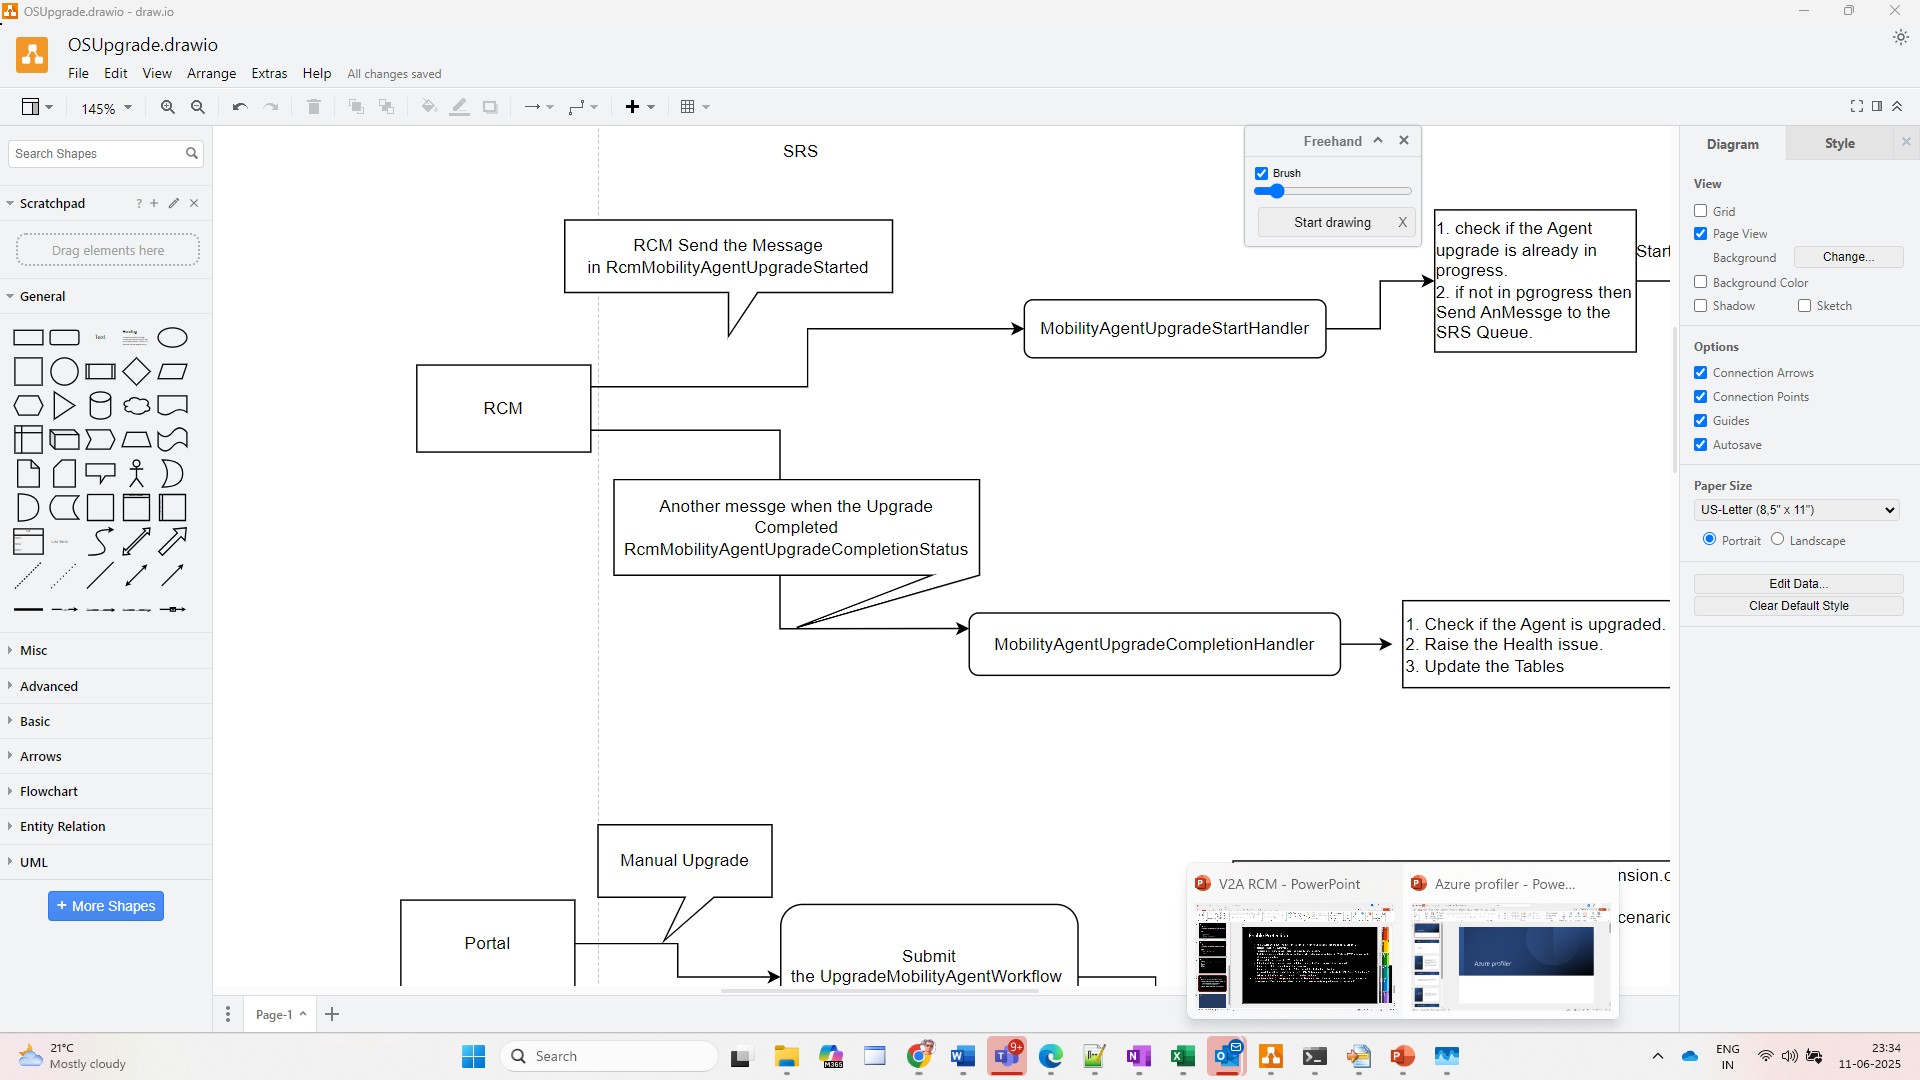 OSUpgrade.drawio - draw.io
OSUpgrade.drawio
File Edit View Arrange Extras Help All changes saved
145%
Search Shapes
Scratchpad ?
Drag elements here
General
Text
Heading
List Item
Misc
Advanced
Basic
Arrows
Flowchart
Entity Relation
UML
+ More Shapes
SRS
RCM Send the Message
in RcmMobilityAgentUpgradeStarted
RCM
MobilityAgentUpgradeStartHandler
1. check if the Agent
upgrade is already in
progress.
2. if not in pgrogress then
Send AnMessge to the
SRS Queue.
Start
Another messge when the Upgrade
Completed
RcmMobilityAgentUpgradeCompletionStatus
MobilityAgentUpgradeCompletionHandler
1. Check if the Agent is upgraded.
2. Raise the Health issue.
3. Update the Tables
Manual Upgrade
Portal
Submit
the UpgradeMobilityAgentWorkflow
nsion.c
cenaric
Freehand
Brush
Start drawing X
V2A RCM - PowerPoint
Enable Protection
Azure profiler - Powe...
Azure profiler
Diagram Style
View
Grid
Page View
Background Change...
Background Color
Shadow Sketch
Options
Connection Arrows
Connection Points
Guides
Autosave
Paper Size
US-Letter (8,5" x 11")
Portrait Landscape
Edit Data...
Clear Default Style
Page-1
21°C
Mostly cloudy
Search
M365
9+
ENG
IN
23:34
11-06-2025